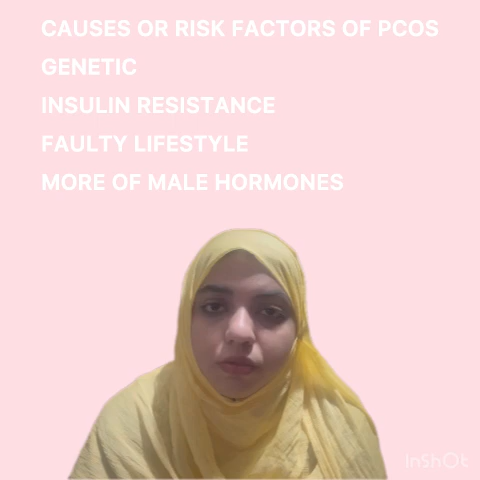 CAUSES OR RISK FACTORS OF PCOS
GENETIC
INSULIN RESISTANCE
FAULTY LIFESTYLE
MORE OF MALE HORMONES
InShOt